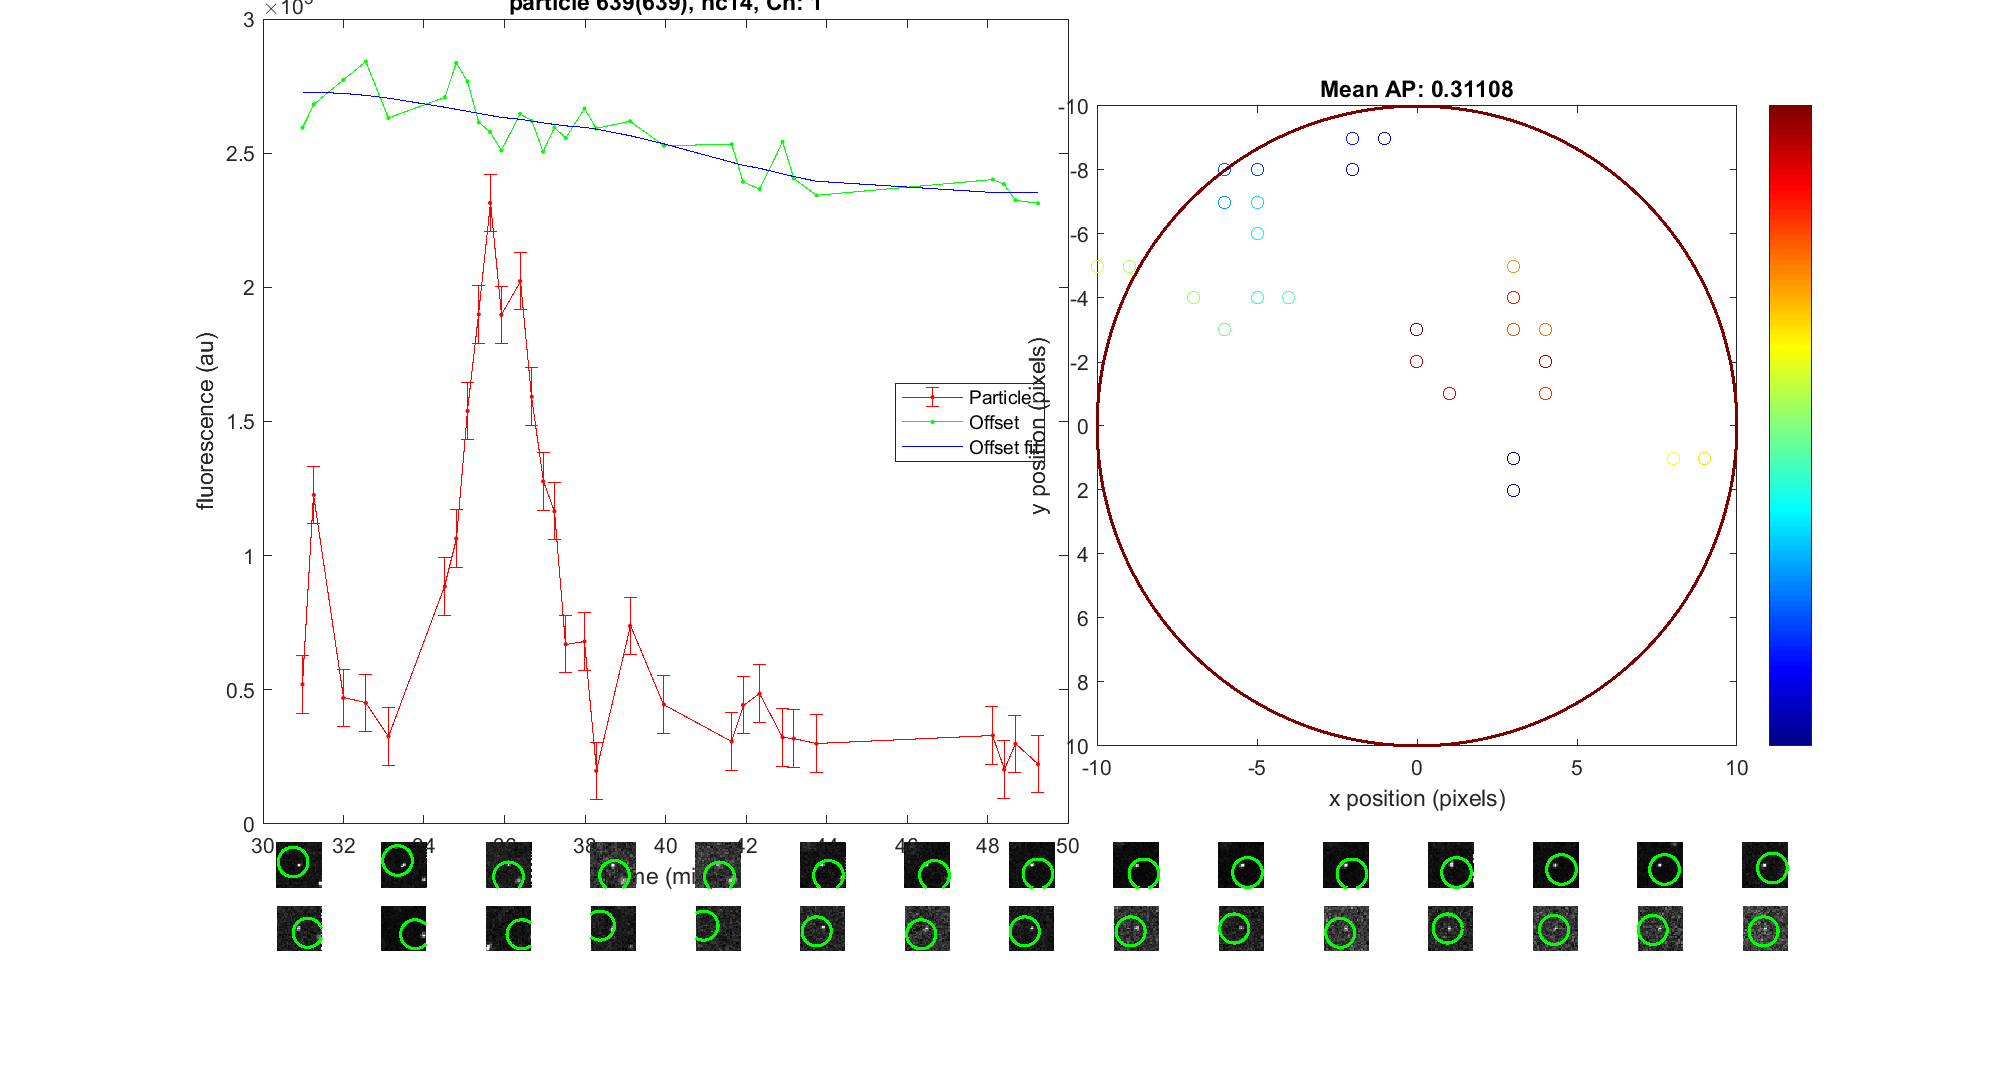 ×10
particle 639(639), nc14, Ch: 1
3
2.5
2
1.5
1
0.5
0
fluorescence (au)
30 32 38 40 42 44 48 50
Particle
Offset
Offset fit
Mean AP: 0.31108
-10
-8
-6
-4
-2
0
2
4
6
8
10
y position (pixels)
-10 -5 0 5 10
x position (pixels)